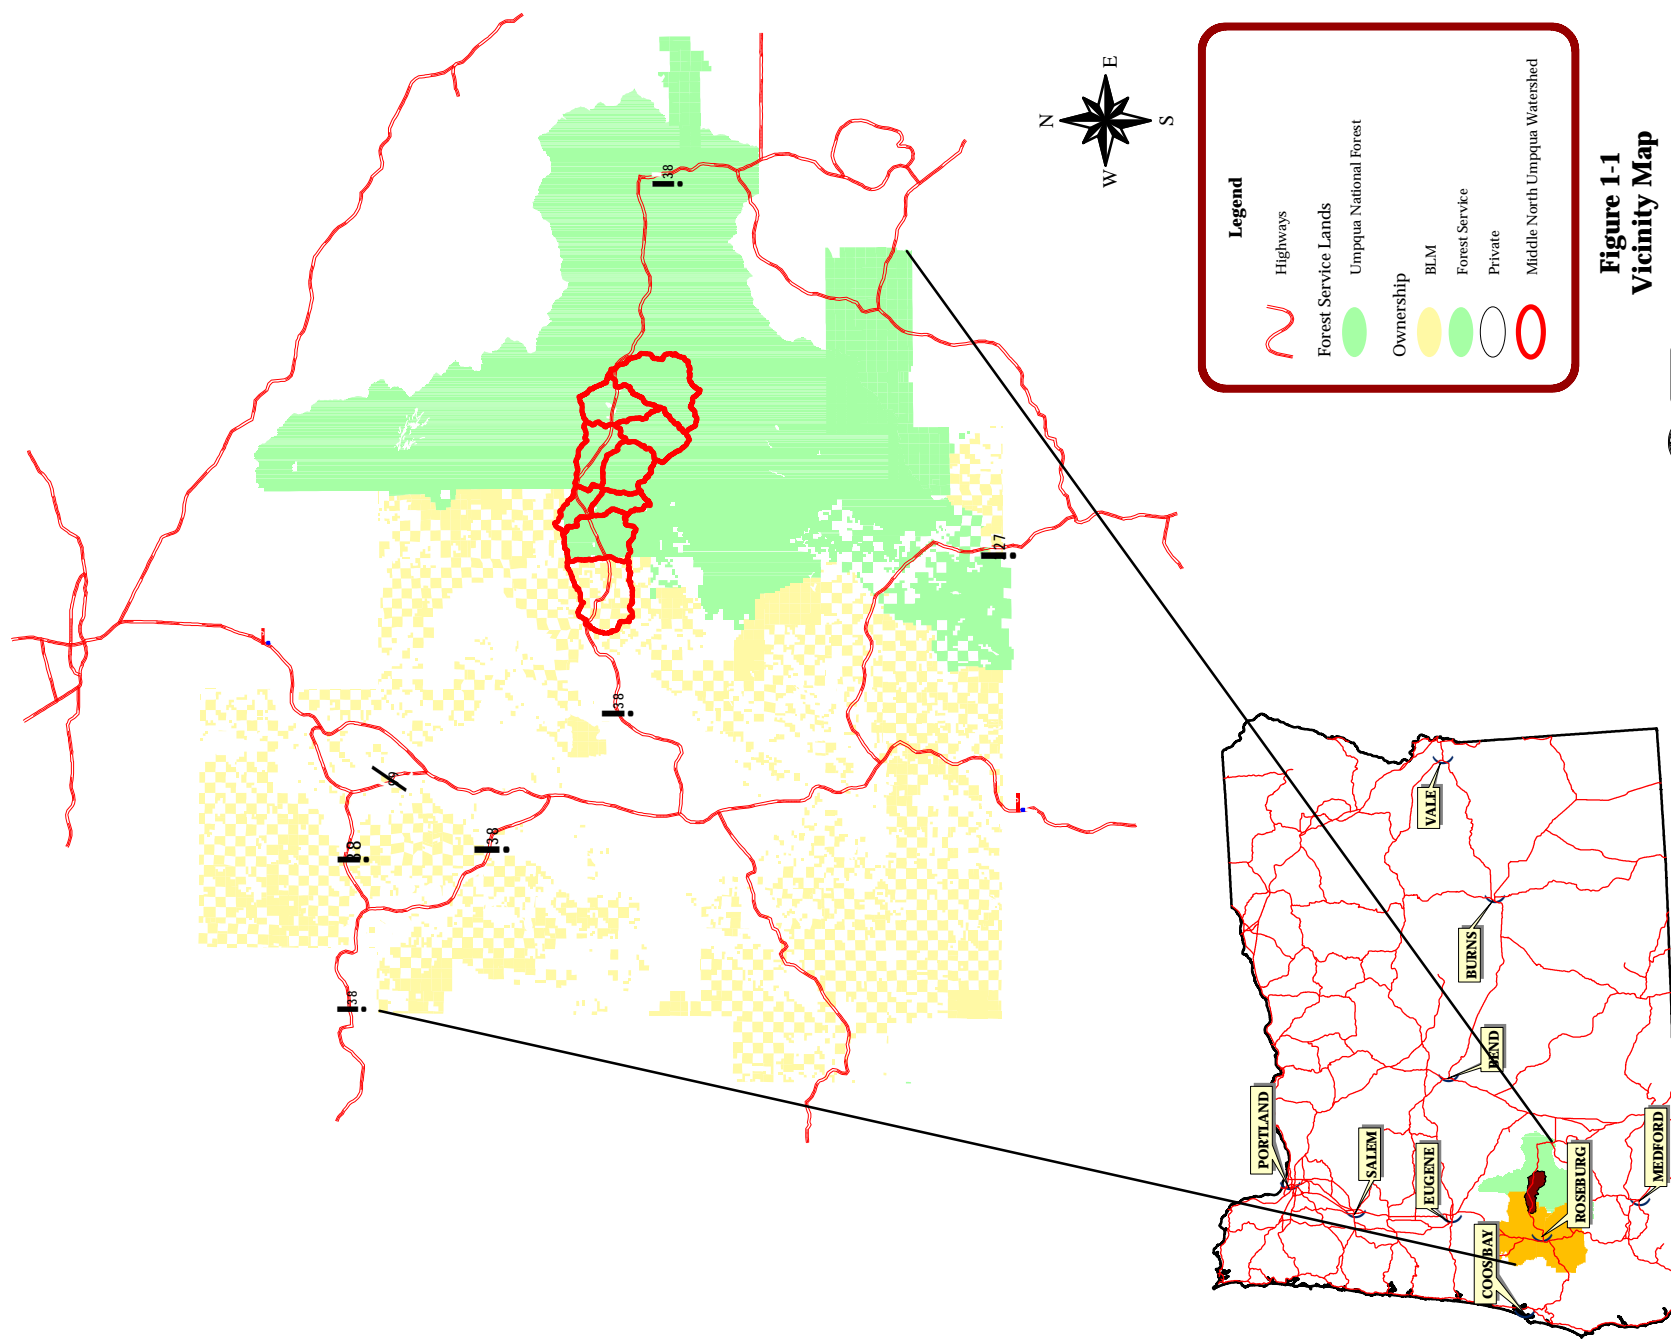 Figure 1-1
Vicinity Map
Legend
Highways
Forest Service Lands
Umpqua National Forest
Ownership
BLM
Forest Service
Private
Middle North Umpqua Watershed
N
E
S
W
38
38
27
99
38
38
38
PORTLAND
SALEM
EUGENE
COOS BAY
ROSEBURG
MEDFORD
BEND
BURNS
VALE